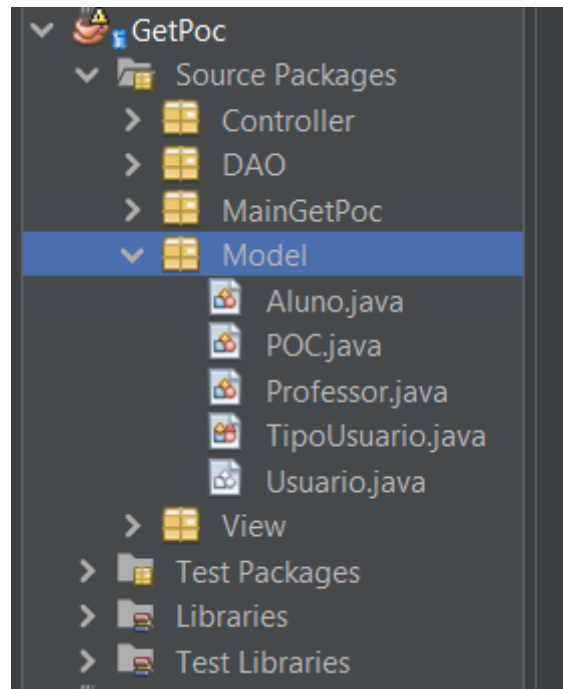 GetPoc
Source Packages
Controller
DAO
MainGetPoc
Model
Aluno.java
POC.java
Professor.java
TipoUsuario.java
Usuario.java
View
Test Packages
Libraries
Test Libraries